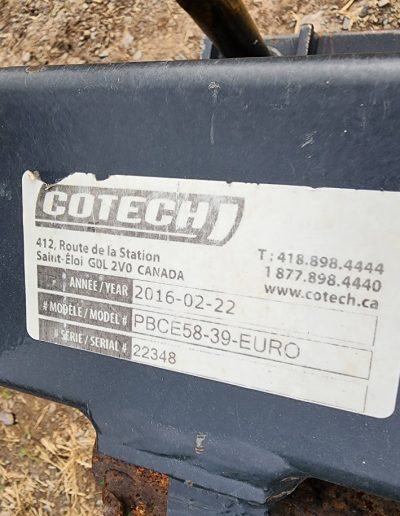 COTECH
412, Route de la Station
Saint-Éloi G0L 2V0 CANADA
T : 418.898.4444
1 877.898.4440
www.cotech.ca
ANNÉE / YEAR 2016-02-22
# MODÈLE / MODEL # PBCE58-39-EURO
# SÉRIE / SERIAL # 22348